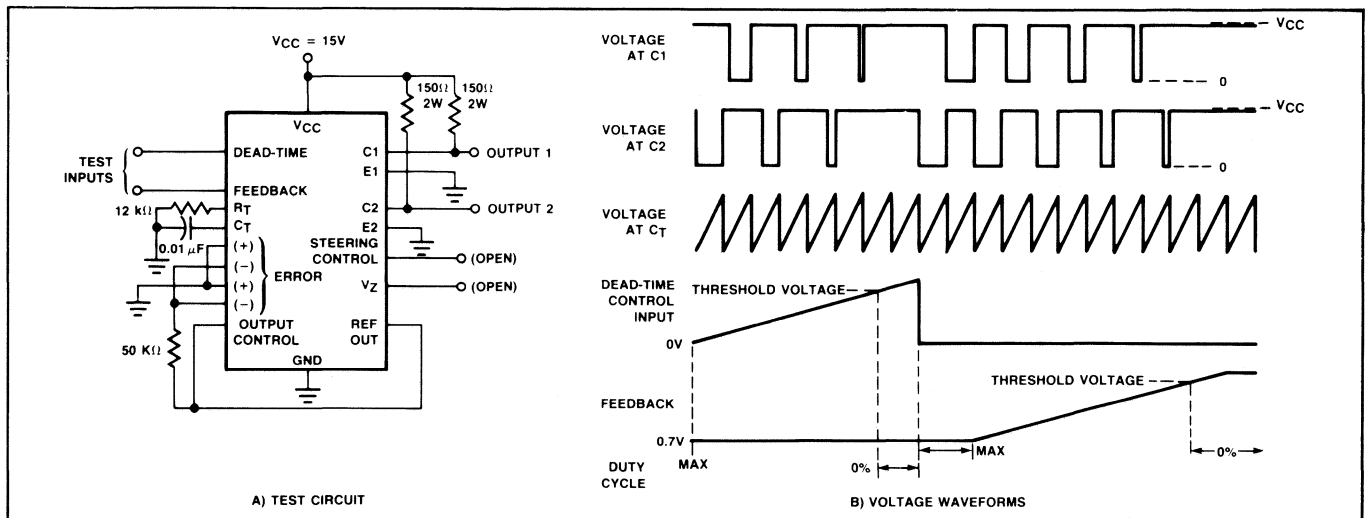 VCC = 15V
150Ω
2W
150Ω
2W
VCC
TEST
INPUTS
DEAD-TIME
FEEDBACK
12 kΩ
RT
CT
0.01 μF
(+)
(−)
(+)
(−)
ERROR
OUTPUT
CONTROL
50 KΩ
GND
C1
OUTPUT 1
E1
C2
OUTPUT 2
E2
STEERING
CONTROL
(OPEN)
VZ
(OPEN)
REF
OUT
A) TEST CIRCUIT
VOLTAGE
AT C1
VCC
0
VOLTAGE
AT C2
VCC
0
VOLTAGE
AT CT
DEAD-TIME
CONTROL
INPUT
THRESHOLD VOLTAGE
0V
THRESHOLD VOLTAGE
FEEDBACK
0.7V
DUTY
CYCLE
MAX
0%
MAX
0%
B) VOLTAGE WAVEFORMS